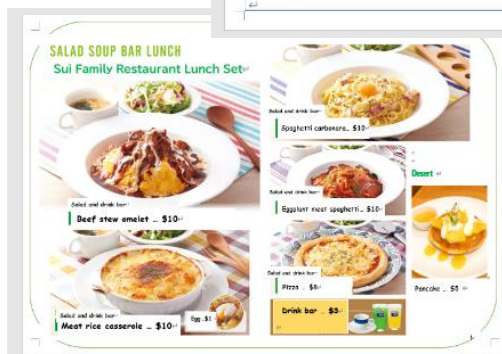 SALAD SOUP BAR LUNCH
Sui Family Restaurant Lunch Set
Salad and drink bar
Beef stew omelet … $10
Salad and drink bar
Meat rice casserole … $10
Egg…$1
Salad and drink bar
Spaghetti carbonara… $10
Salad and drink bar
Eggplant meat spaghetti… $10
Salad and drink bar
Pizza … $8
Drink bar … $3
Desert
Pancake … $5